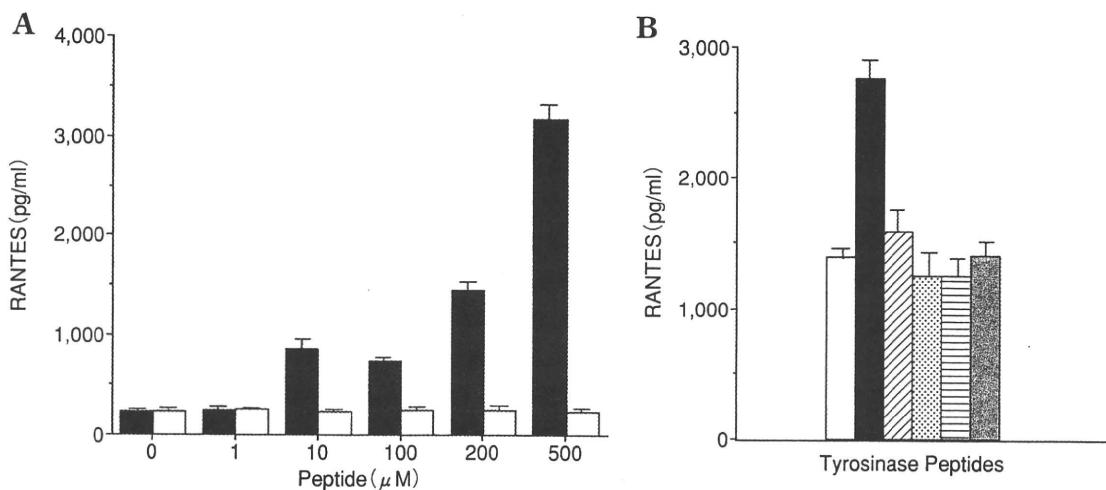 A
RANTES(pg/ml)
4,000
3,000
2,000
1,000
0
0 1 10 100 200 500
Peptide(μM)
B
RANTES(pg/ml)
3,000
2,000
1,000
0
Tyrosinase Peptides